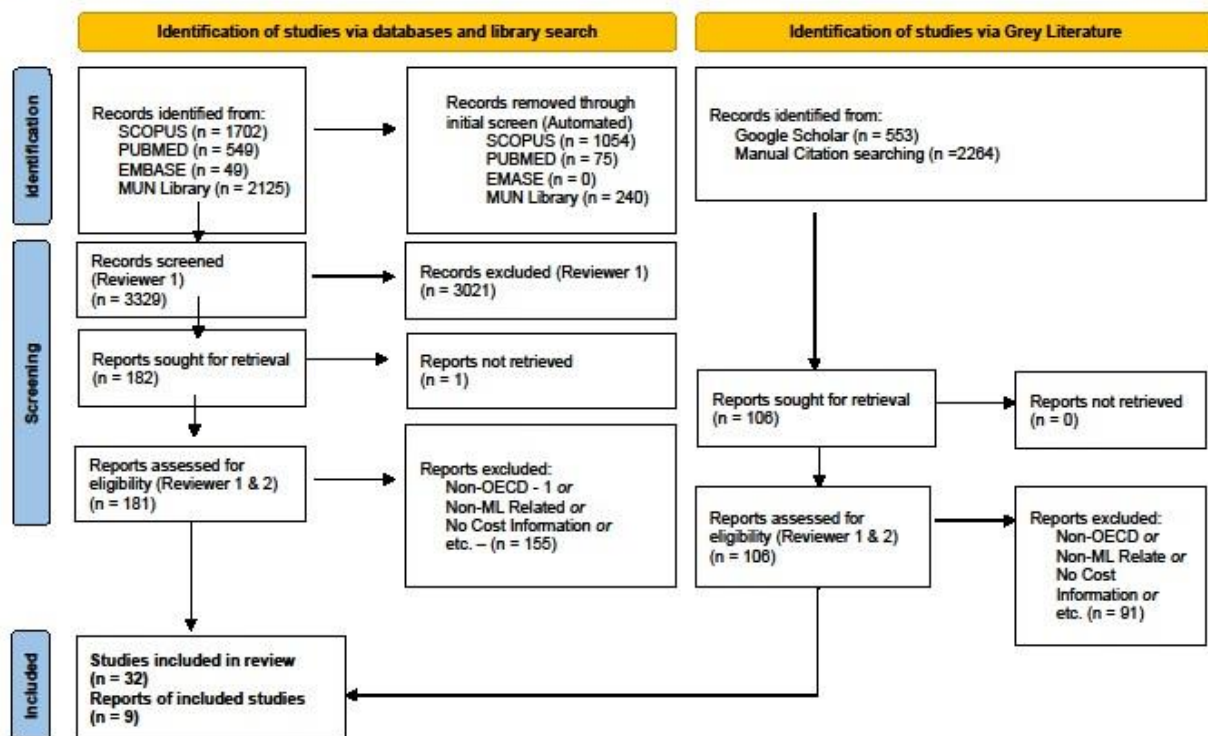 Identification of studies via databases and library search
Identification of studies via Grey Literature
Identification
Records identified from:
SCOPUS (n = 1702)
PUBMED (n = 549)
EMBASE (n = 49)
MUN Library (n = 2125)
Records removed through
initial screen (Automated)
SCOPUS (n = 1054)
PUBMED (n = 75)
EMASE (n = 0)
MUN Library (n = 240)
Records identified from:
Google Scholar (n = 553)
Manual Citation searching (n =2264)
Screening
Records screened
(Reviewer 1)
(n = 3329)
Records excluded (Reviewer 1)
(n = 3021)
Reports sought for retrieval
(n = 182)
Reports not retrieved
(n = 1)
Reports sought for retrieval
(n = 106)
Reports not retrieved
(n = 0)
Reports assessed for
eligibility (Reviewer 1 & 2)
(n = 181)
Reports excluded:
Non-OECD - 1 or
Non-ML Related or
No Cost Information or
etc. – (n = 155)
Reports assessed for
eligibility (Reviewer 1 & 2)
(n = 106)
Reports excluded:
Non-OECD or
Non-ML Relate or
No Cost
Information or
etc. (n = 91)
Included
Studies included in review
(n = 32)
Reports of included studies
(n = 9)